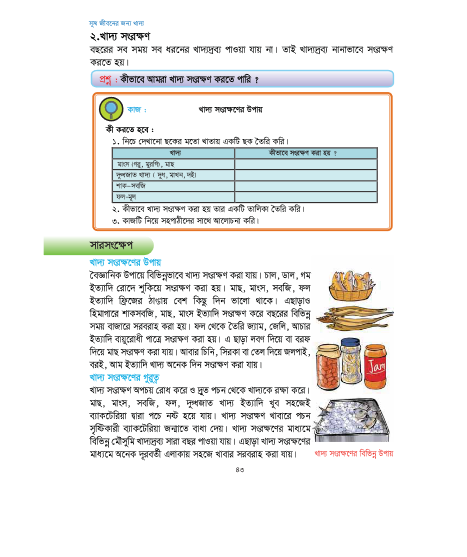 সুস্থ জীবনের জন্য খাদ্য
২.খাদ্য সংরক্ষণ
বছরের সব সময় সব ধরনের খাদ্যদ্রব্য পাওয়া যায় না। তাই খাদ্যদ্রব্য নানাভাবে সংরক্ষণ
করতে হয়।
প্রশ্ন : কীভাবে আমরা খাদ্য সংরক্ষণ করতে পারি ?
কাজ : খাদ্য সংরক্ষণের উপায়
কী করতে হবে :
১. নিচে দেখানো ছকের মতো খাতায় একটি ছক তৈরি করি।
খাদ্য কীভাবে সংরক্ষণ করা হয় ?
মাংস (গরু, মুরগি), মাছ
দুগ্ধজাত খাদ্য ( দুধ, মাখন, দই)
শাক-সবজি
ফল-মূল
২. কীভাবে খাদ্য সংরক্ষণ করা হয় তার একটি তালিকা তৈরি করি।
৩. কাজটি নিয়ে সহপাঠীদের সাথে আলোচনা করি।
সারসংক্ষেপ
খাদ্য সংরক্ষণের উপায়
বৈজ্ঞানিক উপায়ে বিভিন্নভাবে খাদ্য সংরক্ষণ করা যায়। চাল, ডাল, গম
ইত্যাদি রোদে শুকিয়ে সংরক্ষণ করা হয়। মাছ, মাংস, সবজি, ফল
ইত্যাদি ফ্রিজের ঠাণ্ডায় বেশ কিছু দিন ভালো থাকে। এছাড়াও
হিমাগারে শাকসবজি, মাছ, মাংস ইত্যাদি সংরক্ষণ করে বছরের বিভিন্ন
সময় বাজারে সরবরাহ করা হয়। ফল থেকে তৈরি জ্যাম, জেলি, আচার
ইত্যাদি বায়ুরোধী পাত্রে সংরক্ষণ করা হয়। এ ছাড়া লবণ দিয়ে বা বরফ
দিয়ে মাছ সংরক্ষণ করা যায়। আবার চিনি, সিরকা বা তেল দিয়ে জলপাই,
বরই, আম ইত্যাদি খাদ্য অনেক দিন সংরক্ষণ করা যায়।
Jam
খাদ্য সংরক্ষণের গুরুত্ব
খাদ্য সংরক্ষণ অপচয় রোধ করে ও দ্রুত পচন থেকে খাদ্যকে রক্ষা করে।
মাছ, মাংস, সবজি, ফল, দুগ্ধজাত খাদ্য ইত্যাদি খুব সহজেই
ব্যাকটেরিয়া দ্বারা পচে নষ্ট হয়ে যায়। খাদ্য সংরক্ষণ খাবারে পচন
সৃষ্টিকারী ব্যাকটেরিয়া জন্মাতে বাধা দেয়। খাদ্য সংরক্ষণের মাধ্যমে
বিভিন্ন মৌসুমি খাদ্যদ্রব্য সারা বছর পাওয়া যায়। এছাড়া খাদ্য সংরক্ষণের
মাধ্যমে অনেক দূরবর্তী এলাকায় সহজে খাবার সরবরাহ করা যায়।
খাদ্য সংরক্ষণের বিভিন্ন উপায়
৪৩